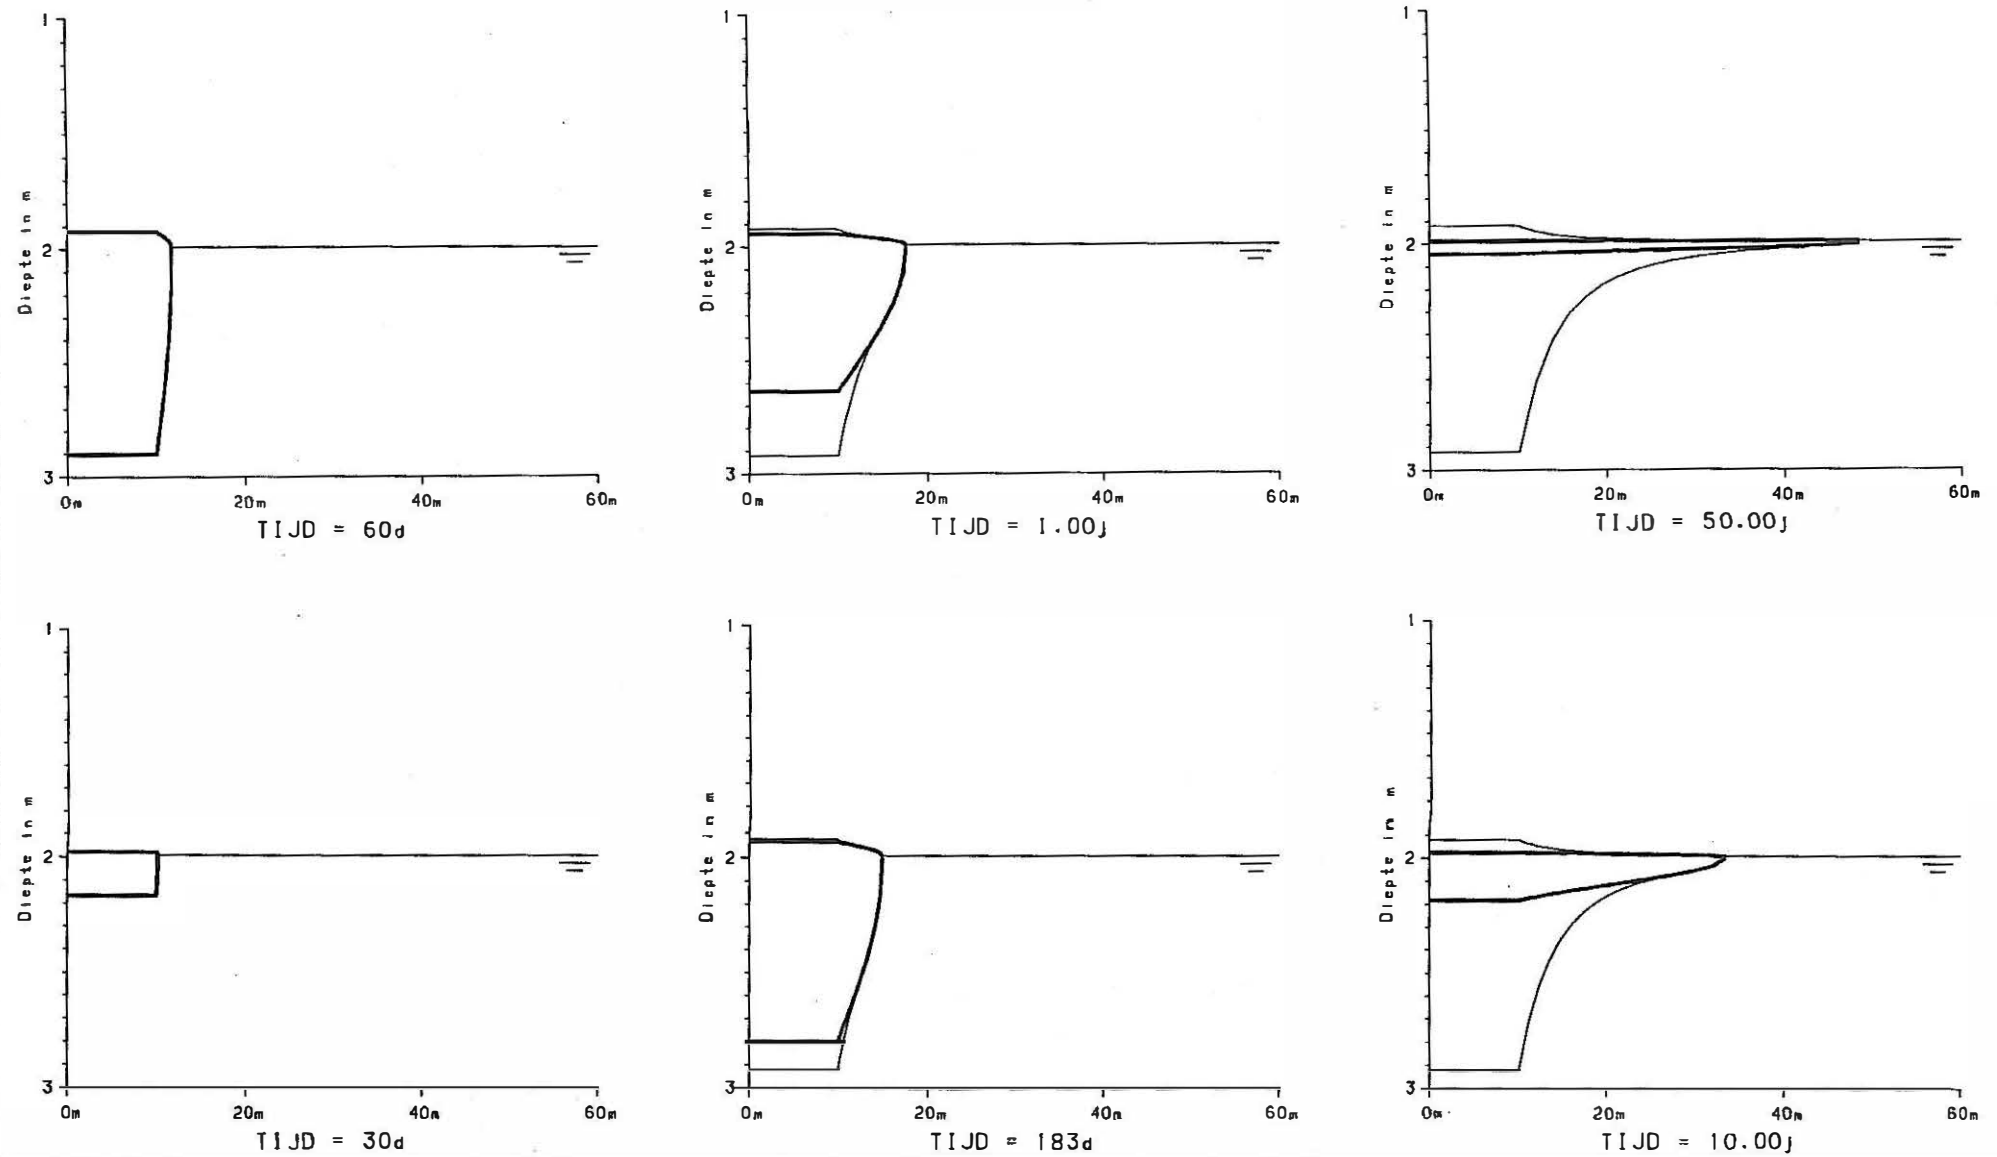 1
Diepte in m
2
3
0m 20m 40m 60m
TIJD = 60d
1
Diepte in m
2
3
0m 20m 40m 60m
TIJD = 1.00j
1
Diepte in m
2
3
0m 20m 40m 60m
TIJD = 50.00j
1
Diepte in m
2
3
0m 20m 40m 60m
TIJD = 30d
1
Diepte in m
2
3
0m 20m 40m 60m
TIJD = 183d
1
Diepte in m
2
3
0m 20m 40m 60m
TIJD = 10.00j